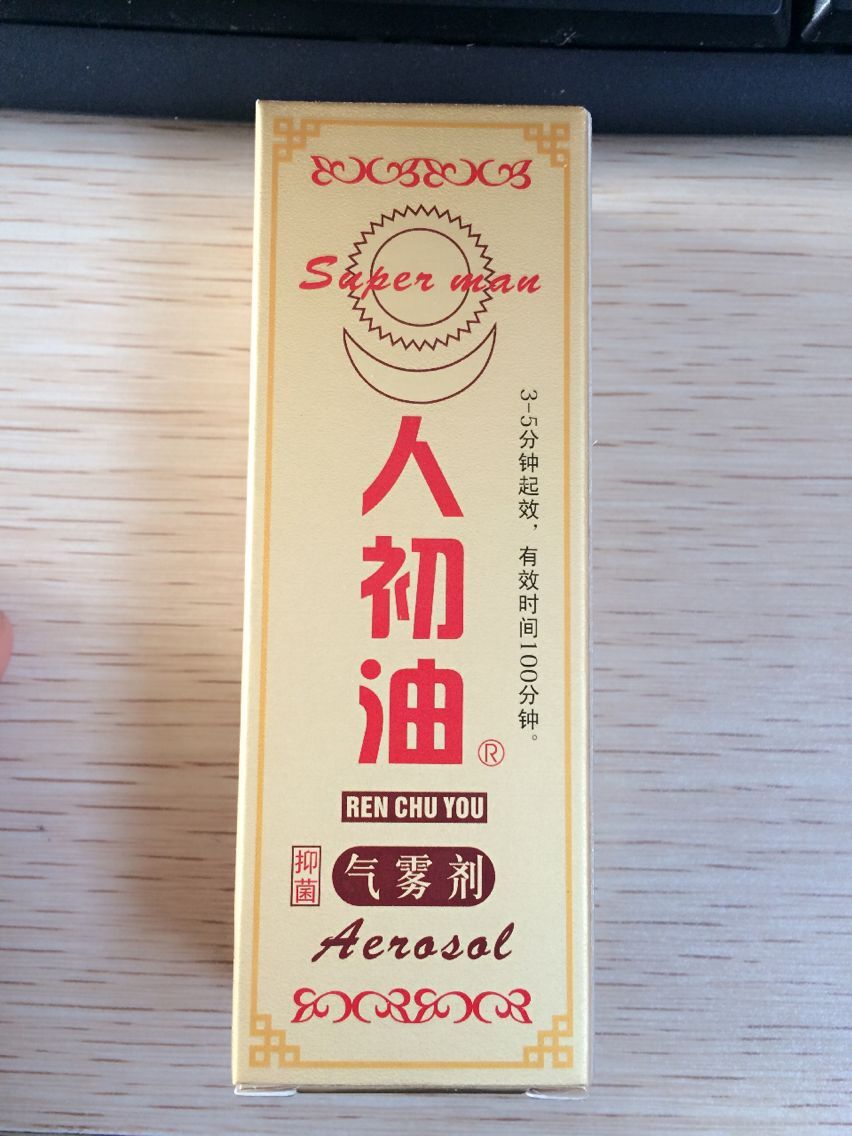 Super man
人初油®
3-5分钟起效，有效时间100分钟。
REN CHU YOU
抑菌
气雾剂
Aerosol